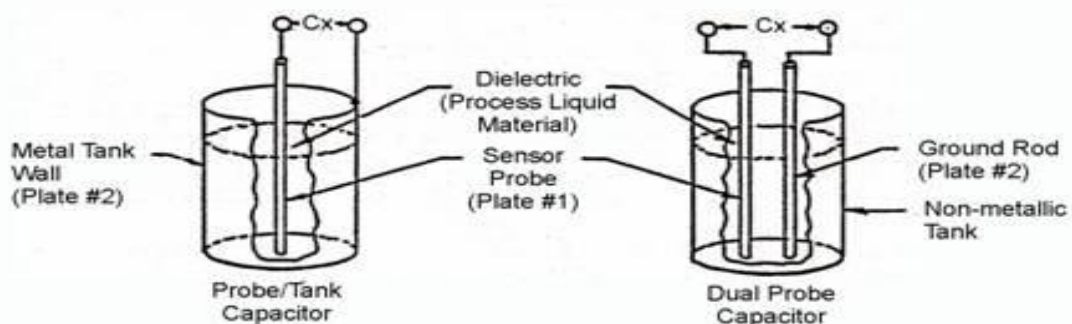 Cx
Metal Tank
Wall
(Plate #2)
Probe/Tank
Capacitor
Dielectric
(Process Liquid
Material)
Sensor
Probe
(Plate #1)
Cx
Ground Rod
(Plate #2)
Non-metallic
Tank
Dual Probe
Capacitor